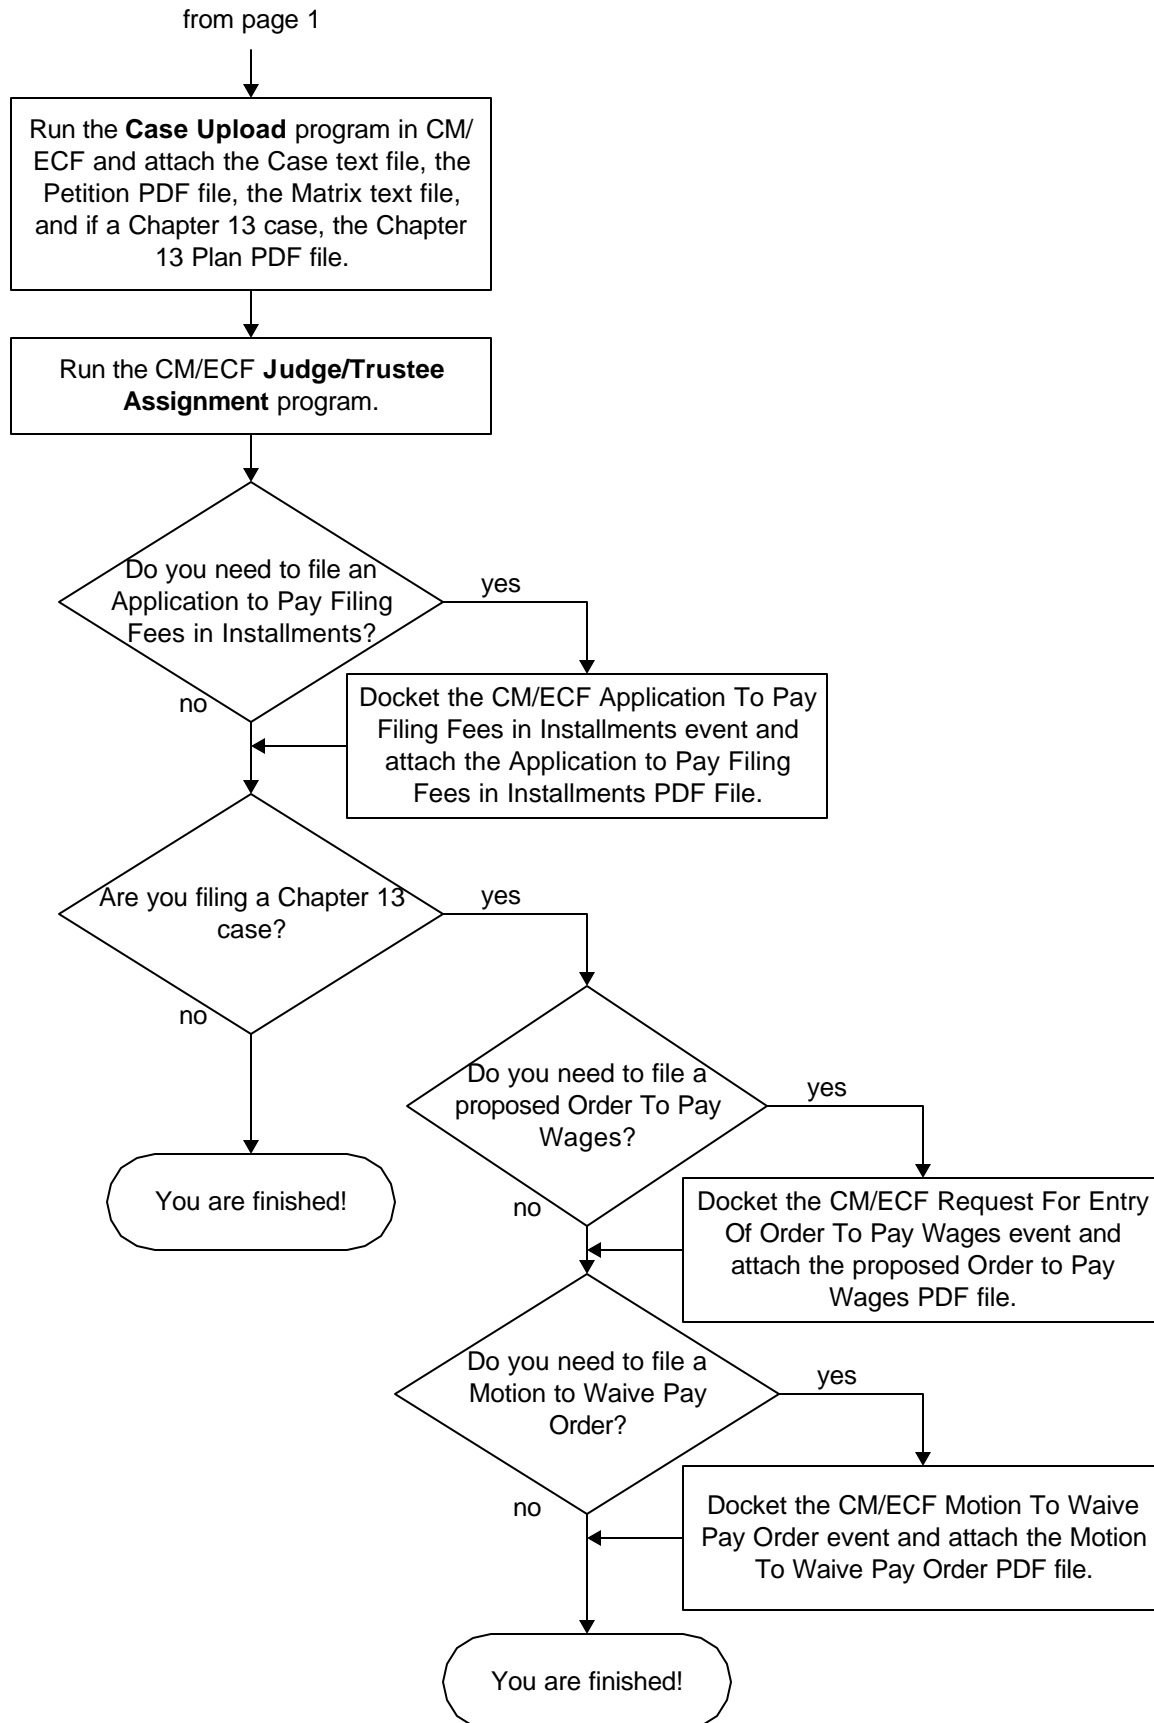 from page 1
Run the Case Upload program in CM/
ECF and attach the Case text file, the
Petition PDF file, the Matrix text file,
and if a Chapter 13 case, the Chapter
13 Plan PDF file.
Run the CM/ECF Judge/Trustee
Assignment program.
Do you need to file an
Application to Pay Filing
Fees in Installments?
yes
no
Docket the CM/ECF Application To Pay
Filing Fees in Installments event and
attach the Application to Pay Filing
Fees in Installments PDF File.
Are you filing a Chapter 13
case?
yes
no
You are finished!
Do you need to file a
proposed Order To Pay
Wages?
yes
no
Docket the CM/ECF Request For Entry
Of Order To Pay Wages event and
attach the proposed Order to Pay
Wages PDF file.
Do you need to file a
Motion to Waive Pay
Order?
yes
no
Docket the CM/ECF Motion To Waive
Pay Order event and attach the Motion
To Waive Pay Order PDF file.
You are finished!